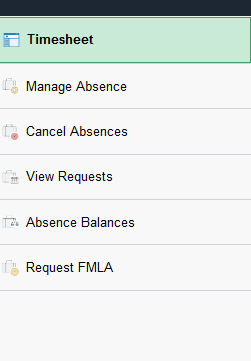 Timesheet
Manage Absence
Cancel Absences
View Requests
Absence Balances
Request FMLA